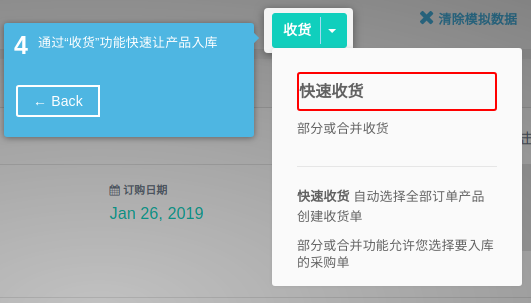 4 通过“收货”功能快速让产品入库
← Back
收货
清除模拟数据
快速收货
部分或合并收货
订购日期
Jan 26, 2019
快速收货 自动选择全部订单产品
创建收货单
部分或合并功能允许您选择要入库
的采购单